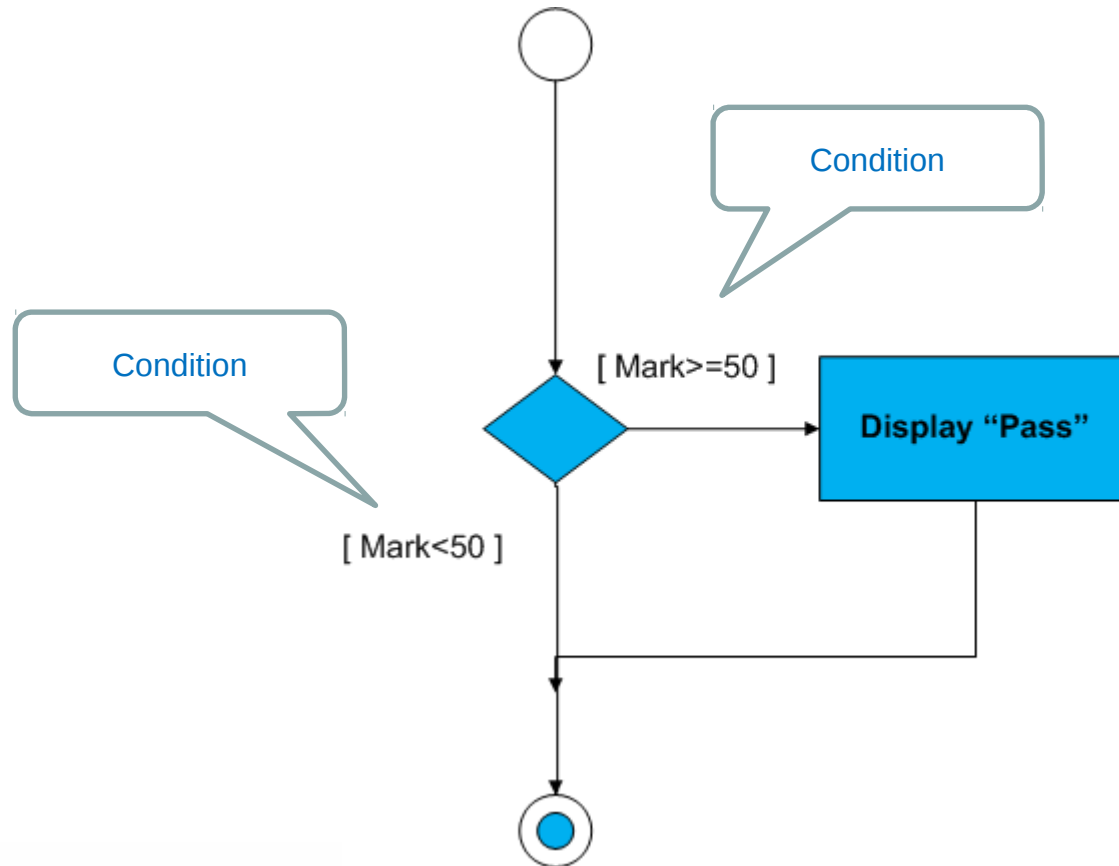 Condition
Condition
[ Mark>=50 ]
Display “Pass”
[ Mark<50 ]